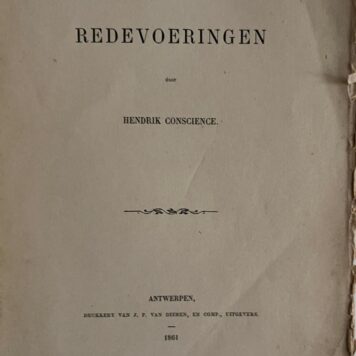 REDEVOERINGEN
door
HENDRIK CONSCIENCE.
ANTWERPEN,
DRUKKERY VAN J. P. VAN DIEREN, EN COMP., UITGEVERS.
1861